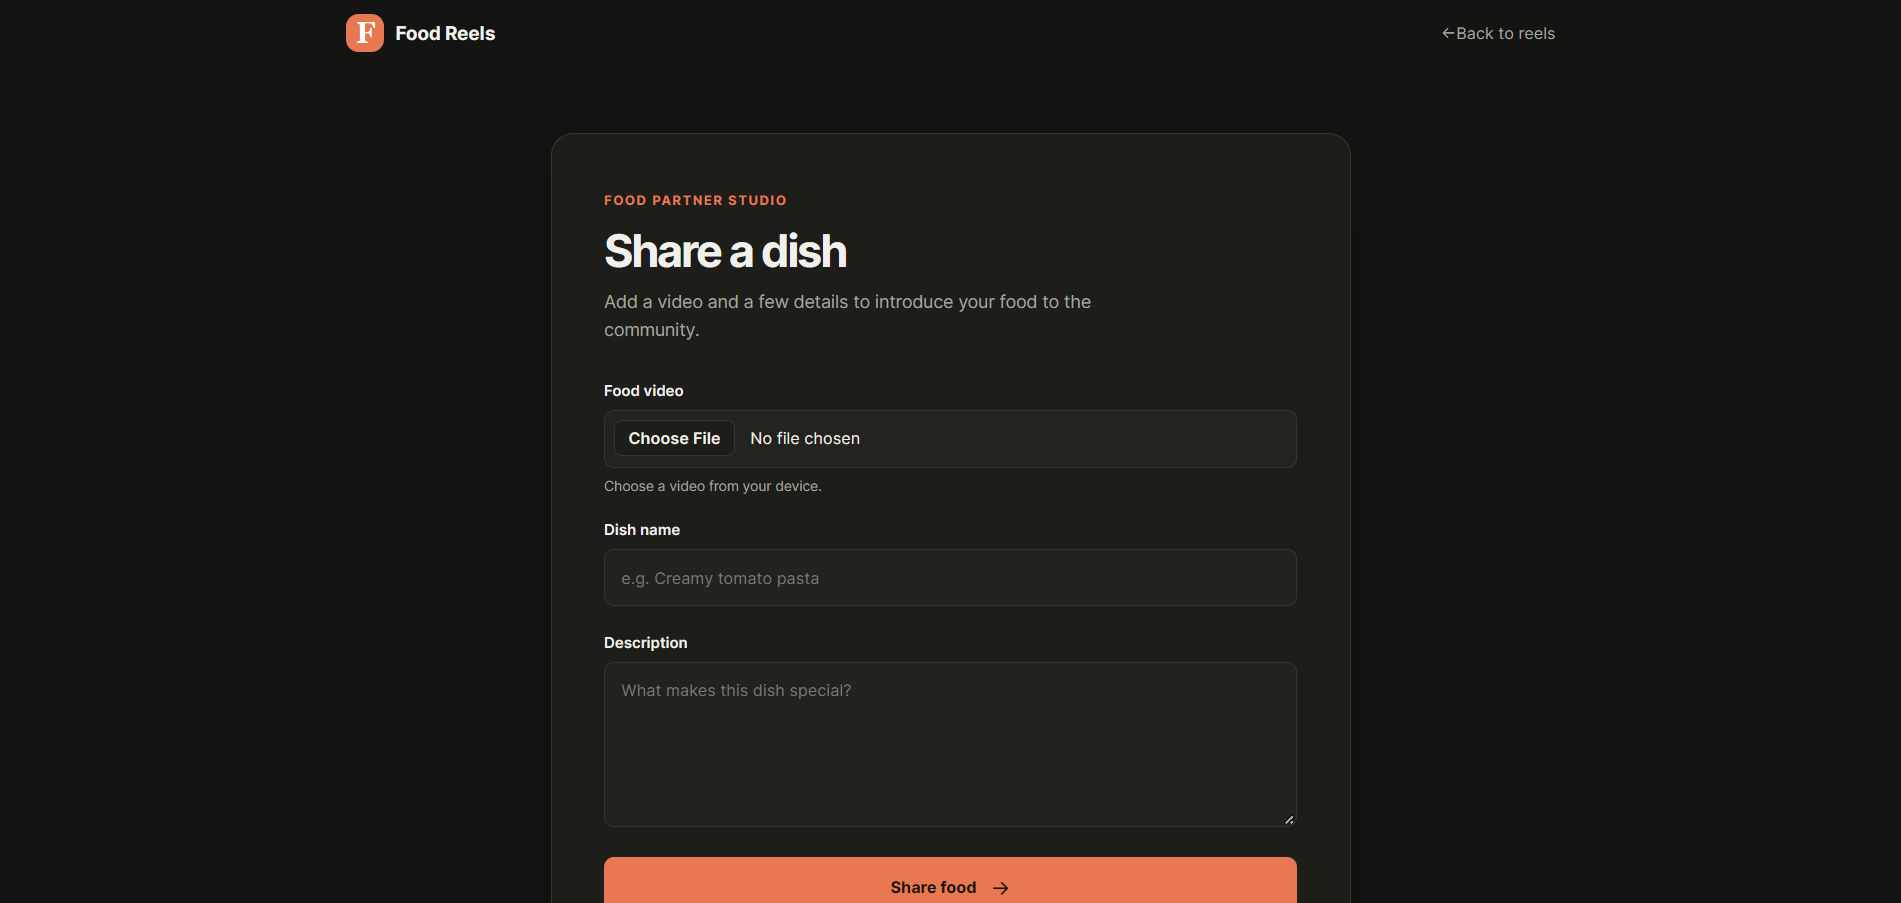 F
Food Reels
←Back to reels
FOOD PARTNER STUDIO
Share a dish
Add a video and a few details to introduce your food to the
community.
Food video
Choose File
No file chosen
Choose a video from your device.
Dish name
e.g. Creamy tomato pasta
Description
What makes this dish special?
Share food →